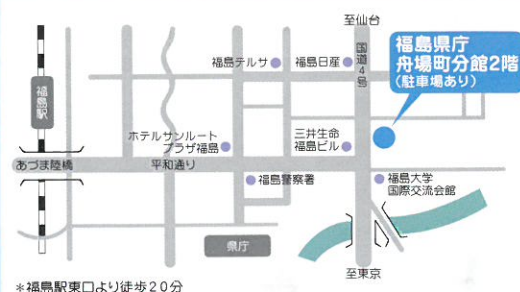 至仙台
福島県庁
舟場町分館2階
(駐車場あり)
福島テルサ
福島日産
国道4号
福島駅
ホテルサンルート
プラザ福島
三井生命
福島ビル
あづま陸橋
平和通り
福島警察署
福島大学
国際交流会館
県庁
至東京
*福島駅東口より徒歩20分